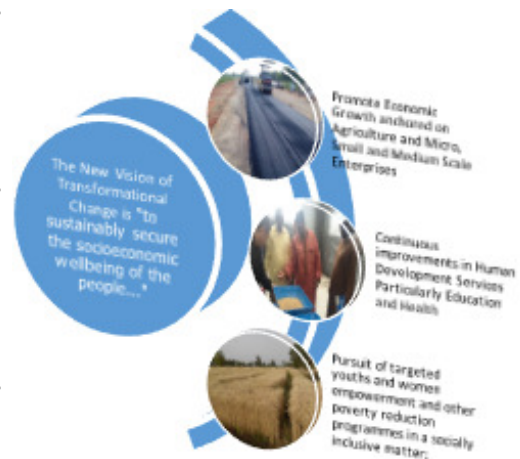 The New Vision of
Transformational
Change is "to
sustainably secure
the socioeconomic
wellbeing of the
people...."
Promote Economic
Growth anchored on
Agriculture and Micro,
Small and Medium Scale
Enterprises
Continuous
improvements in Human
Development Services
Particularly Education
and Health
Pursuit of targeted
youths and women
empowerment and other
poverty reduction
programmes in a socially
inclusive matter;